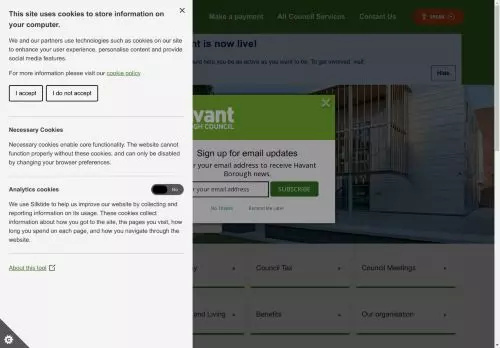 This site uses cookies to store information on
your computer.
We and our partners use technologies such as cookies on our site
to enhance your user experience, personalise content and provide
social media features.
For more information please visit our cookie policy
I accept
I do not accept
Necessary Cookies
Necessary cookies enable core functionality. The website cannot
function properly without these cookies, and can only be disabled
by changing your browser preferences.
Analytics cookies
No
We use Silktide to help us improve our website by collecting and
reporting information on its usage. These cookies collect
information about how you got to the site, the pages you visit, how
long you spend on each page, and how you navigate through the
website.
About this tool
Make a payment
All Council Services
Contact Us
nt is now live!
and help you be as active as you want to be. To get involved, visit
Hide
vant
OUGH COUNCIL
Sign up for email updates
your email address to receive Havant
Borough news.
your email address
SUBSCRIBE
No Thanks
Remind Me Later
Council Tax
Council Meetings
and Living
Benefits
Our organisation